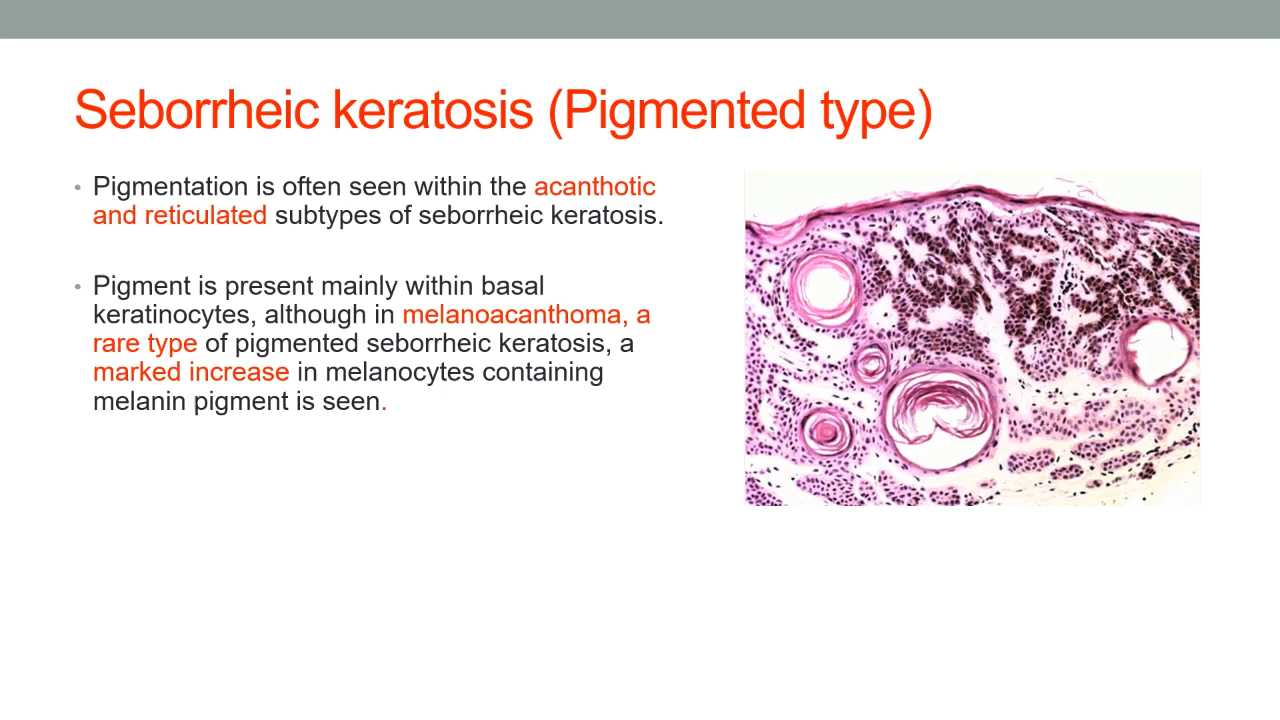 Seborrheic keratosis (Pigmented type)
• Pigmentation is often seen within the acanthotic
and reticulated subtypes of seborrheic keratosis.
• Pigment is present mainly within basal
keratinocytes, although in melanoacanthoma, a
rare type of pigmented seborrheic keratosis, a
marked increase in melanocytes containing
melanin pigment is seen.